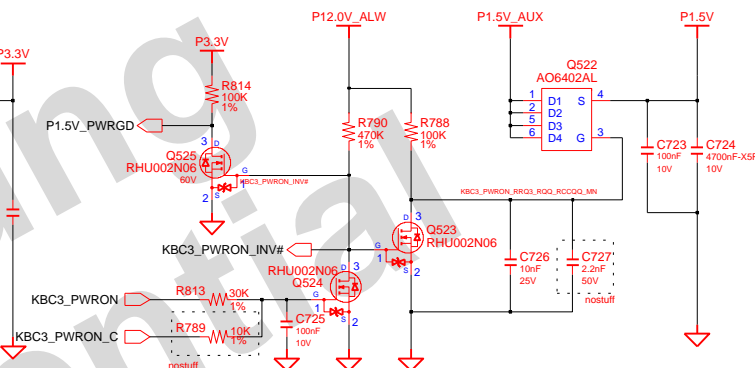 P12.0V_ALW
P1.5V_AUX
P1.5V
P3.3V
P3.3V
Q522
AO6402AL
R814
100K
1%
1
2
5
6
D1
D2
D3
D4
S
G
4
3
P1.5V_PWRGD
R790
470K
1%
R788
100K
1%
3
D
Q525
RHU002N06
60V
G
1
S
2
KBC3_PWRON_INV#
C723
100nF
10V
C724
4700nF-X5R
10V
KBC3_PWRON_RRQ3_RQQ_RCCQQ_MN
D
3
Q523
RHU002N06
KBC3_PWRON_INV#
G
1
S
2
C726
10nF
25V
C727
2.2nF
50V
nostuff
RHU002N06
Q524
D
3
G
1
S
2
KBC3_PWRON
R813
30K
1%
KBC3_PWRON_C
R789
10K
1%
nostuff
C725
100nF
10V